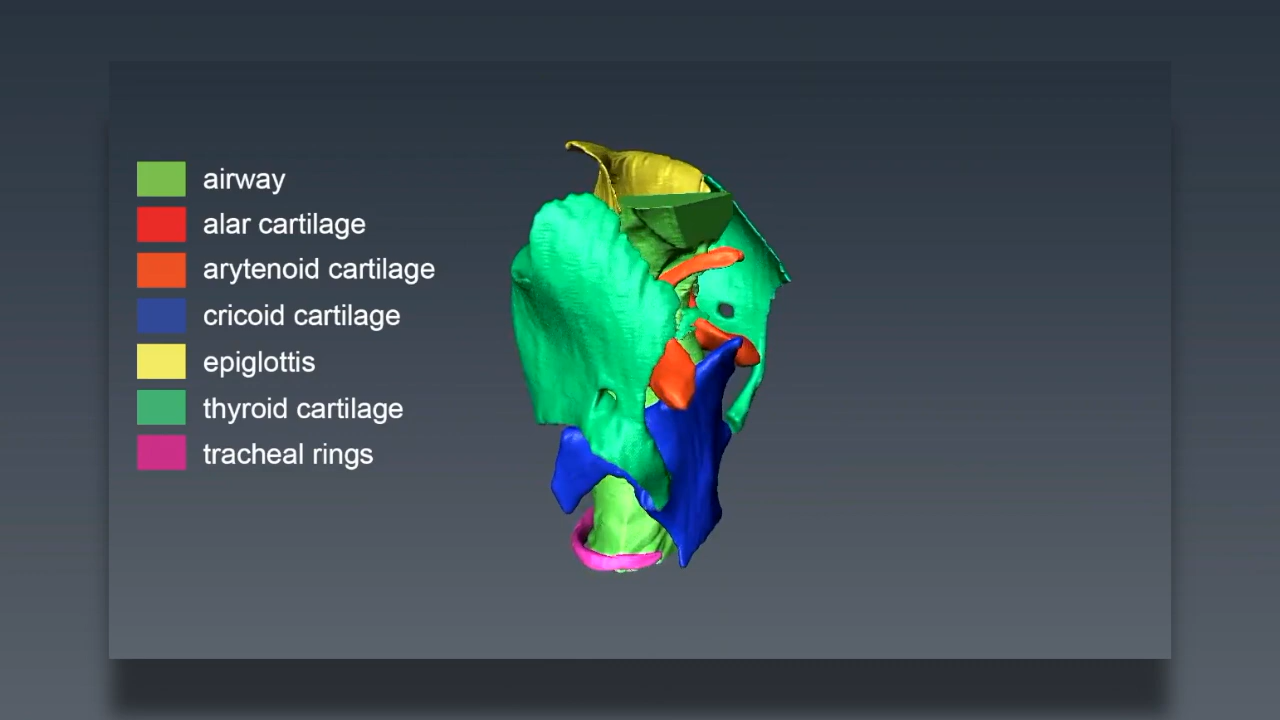 airway
alar cartilage
arytenoid cartilage
cricoid cartilage
epiglottis
thyroid cartilage
tracheal rings